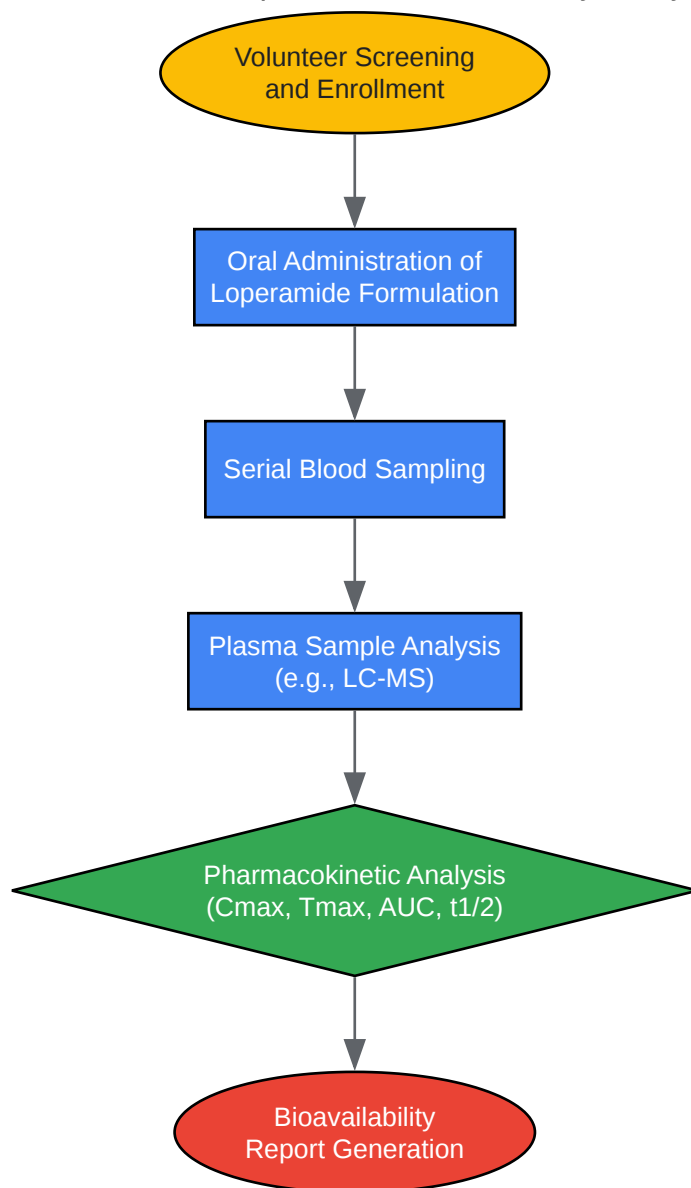 Volunteer Screening
and Enrollment
Oral Administration of
Loperamide Formulation
Serial Blood Sampling
Plasma Sample Analysis
(e.g., LC-MS)
Pharmacokinetic Analysis
(Cmax, Tmax, AUC, t1/2)
Bioavailability
Report Generation